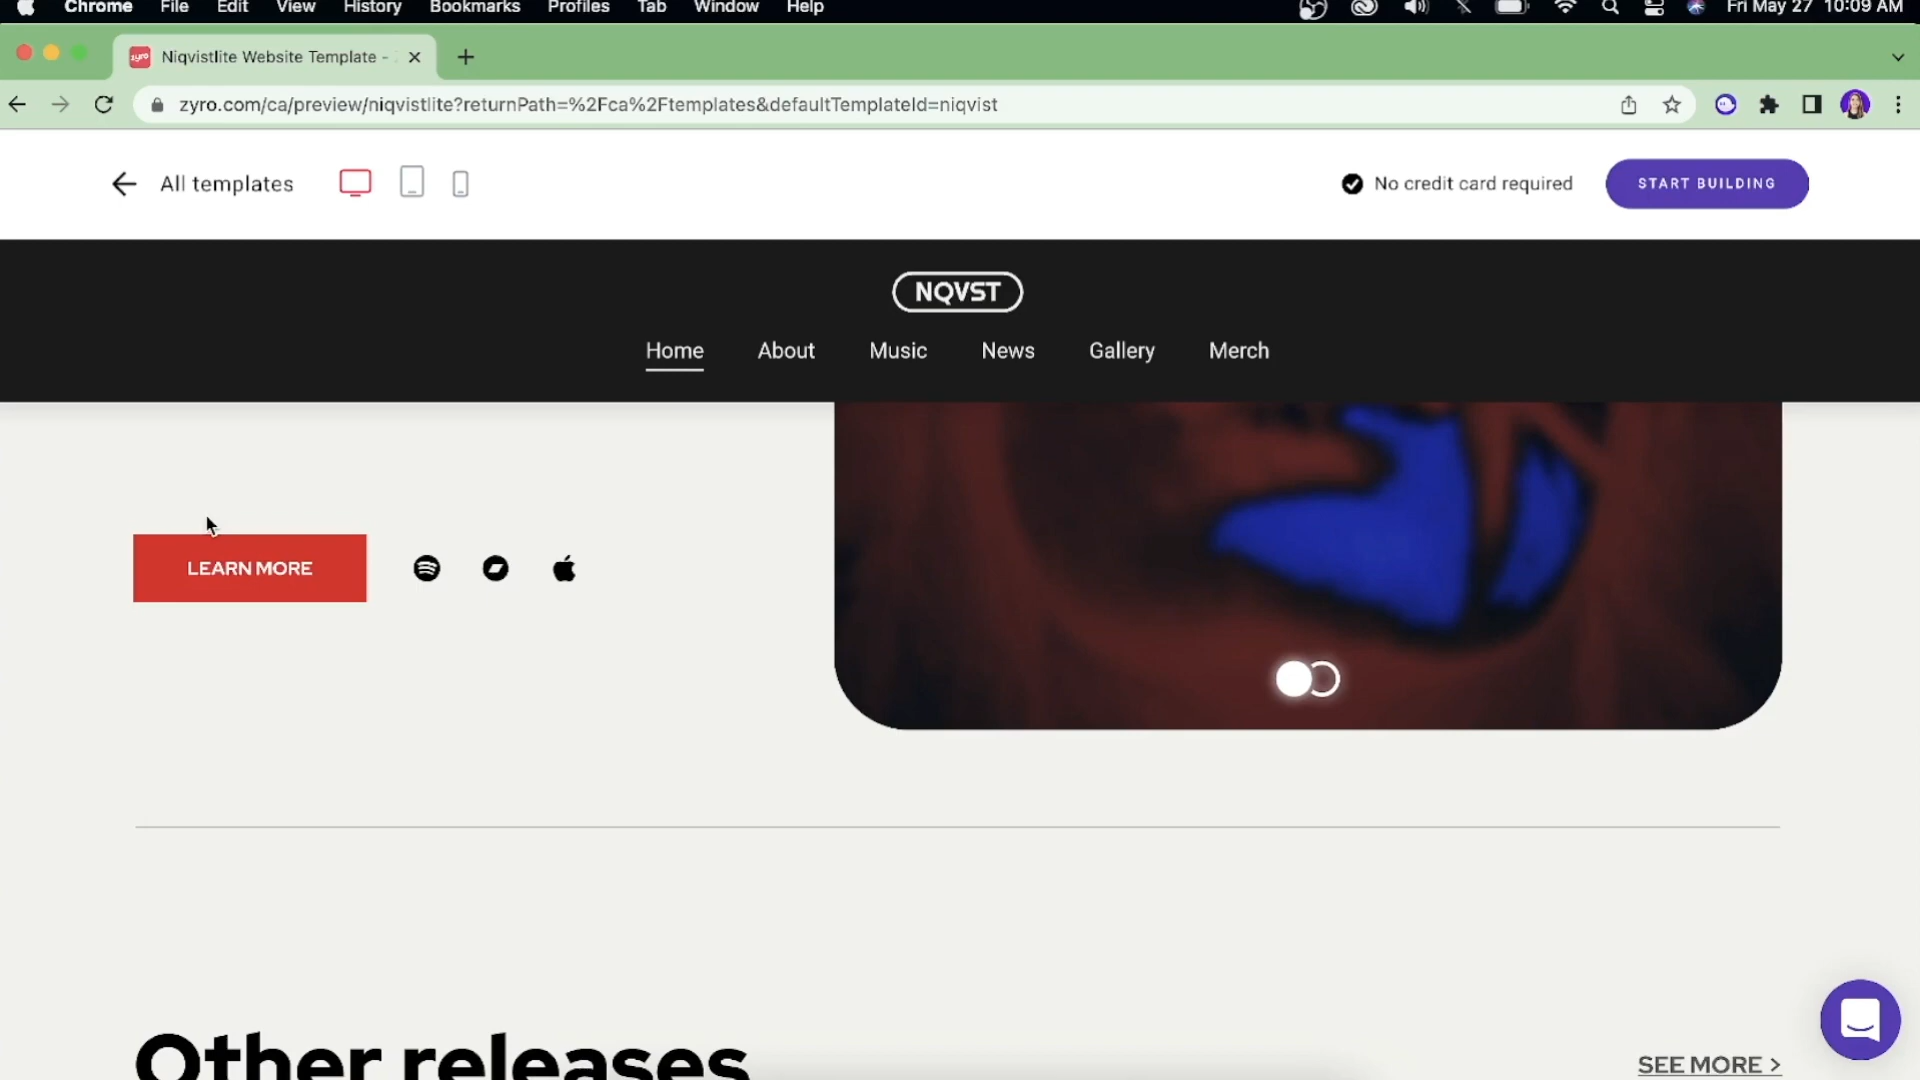 Chrome File Edit View History Bookmarks Profiles Tab Window Help Fri May 27 10:09 AM
zyro Niqvistlite Website Template -
zyro.com/ca/preview/niqvistlite?returnPath=%2Fca%2Ftemplates&defaultTemplateId=niqvist
All templates No credit card required START BUILDING
NQVST
Home About Music News Gallery Merch
LEARN MORE
Other releases SEE MORE >